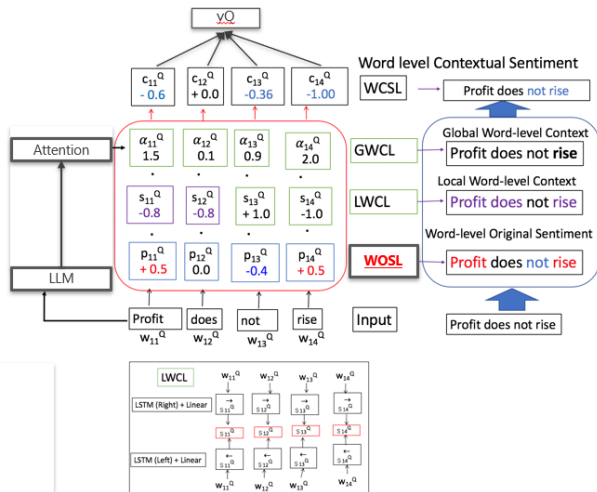 vQ
c11Q c12Q c13Q c14Q
- 0.6 + 0.0 -0.36 -1.00
Word level Contextual Sentiment
WCSL Profit does not rise
Attention
α11Q α12Q α13Q α14Q
1.5 0.1 0.9 2.0
GWCL
Global Word-level Context
Profit does not rise
. . . .
s11Q s12Q s13Q s14Q
-0.8 -0.8 + 1.0 -1.0
LWCL
Local Word-level Context
Profit does not rise
. . . .
Word-level Original Sentiment
LLM
p11Q p12Q p13Q p14Q
+ 0.5 0.0 -0.4 + 0.5
WOSL
Profit does not rise
Profit does not rise Input
Profit does not rise
w11Q w12Q w13Q w14Q
LWCL
w11Q w12Q w13Q w14Q
LSTM (Right) + Linear
→ → → →
S11Q S12Q S13Q S14Q
S11Q S12Q S13Q S14Q
LSTM (Left) + Linear
← ← ← ←
S11Q S12Q S13Q S14Q
w11Q w12Q w13Q w14Q